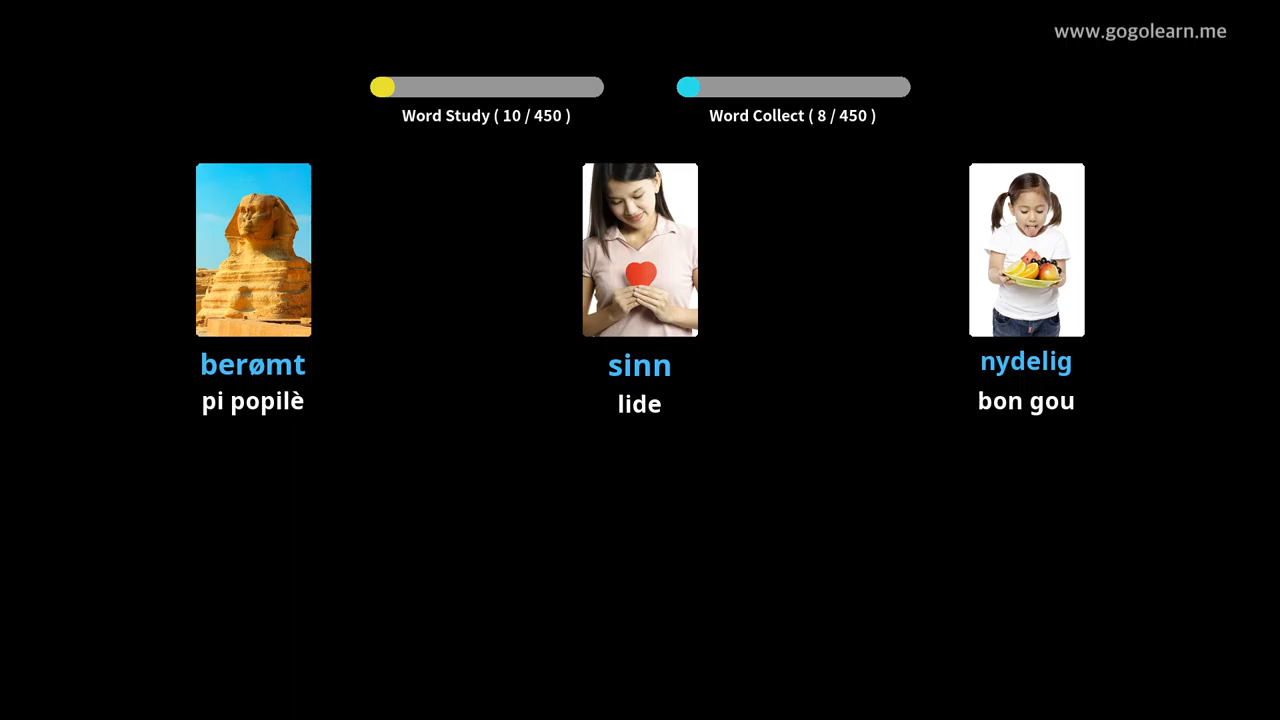 www.gogolearn.me
Word Study ( 10 / 450 )
Word Collect ( 8 / 450 )
berømt
sinn
nydelig
pi popilè
lide
bon gou